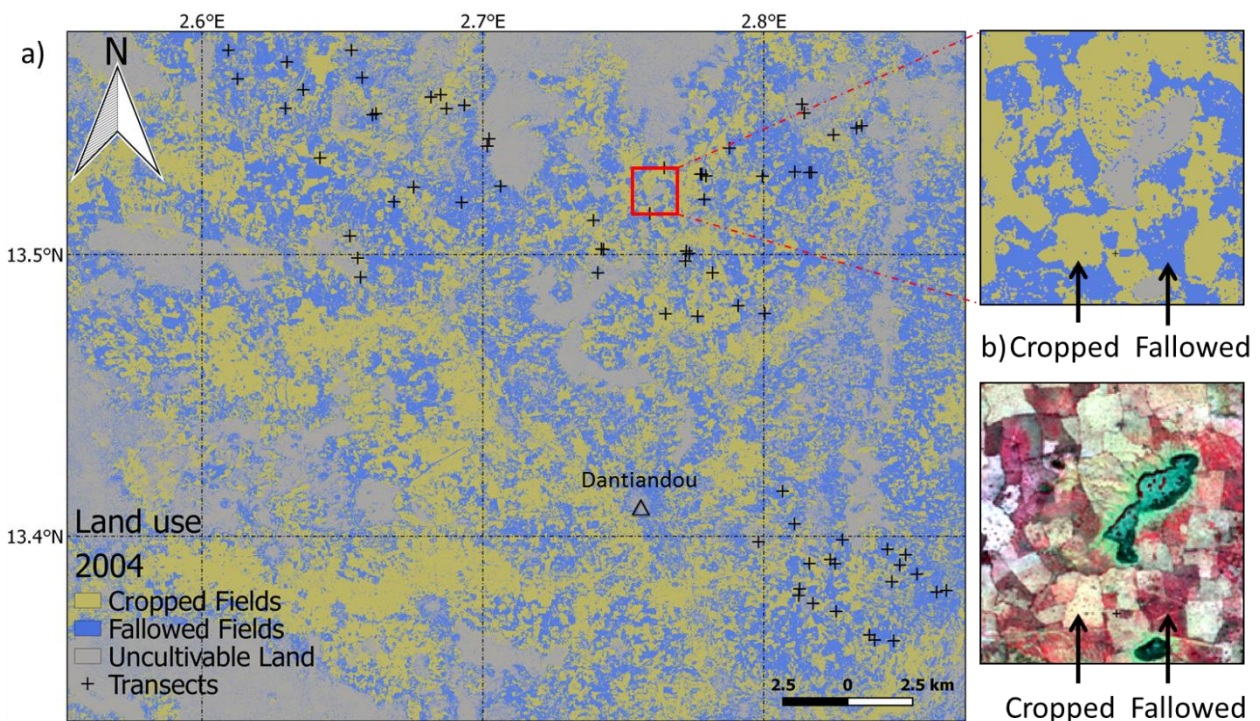 2.6°E 2.7°E 2.8°E
a)
N
13.5°N
Dantiandou
13.4°N
Land use
2004
Cropped Fields
Fallowed Fields
Uncultivable Land
Transects
2.5 0 2.5 km
b) Cropped Fallowed
Cropped Fallowed